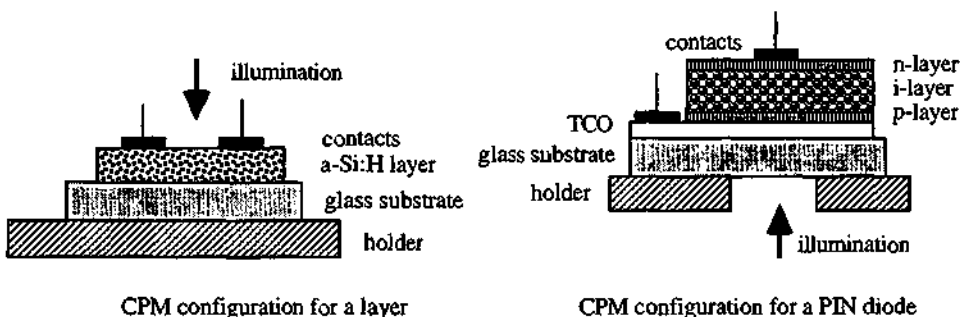 illumination
contacts
a-Si:H layer
glass substrate
holder
CPM configuration for a layer
contacts
n-layer
i-layer
p-layer
TCO
glass substrate
holder
illumination
CPM configuration for a PIN diode